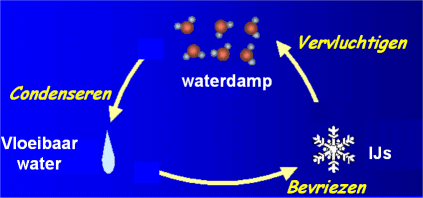 Vervluchtigen
waterdamp
Condenseren
Vloeibaar
water
IJs
Bevriezen